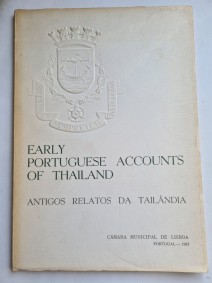 EARLY
PORTUGUESE ACCOUNTS
OF THAILAND
ANTIGOS RELATOS DA TAILÂNDIA
CÂMARA MUNICIPAL DE LISBOA
PORTUGAL — 1983